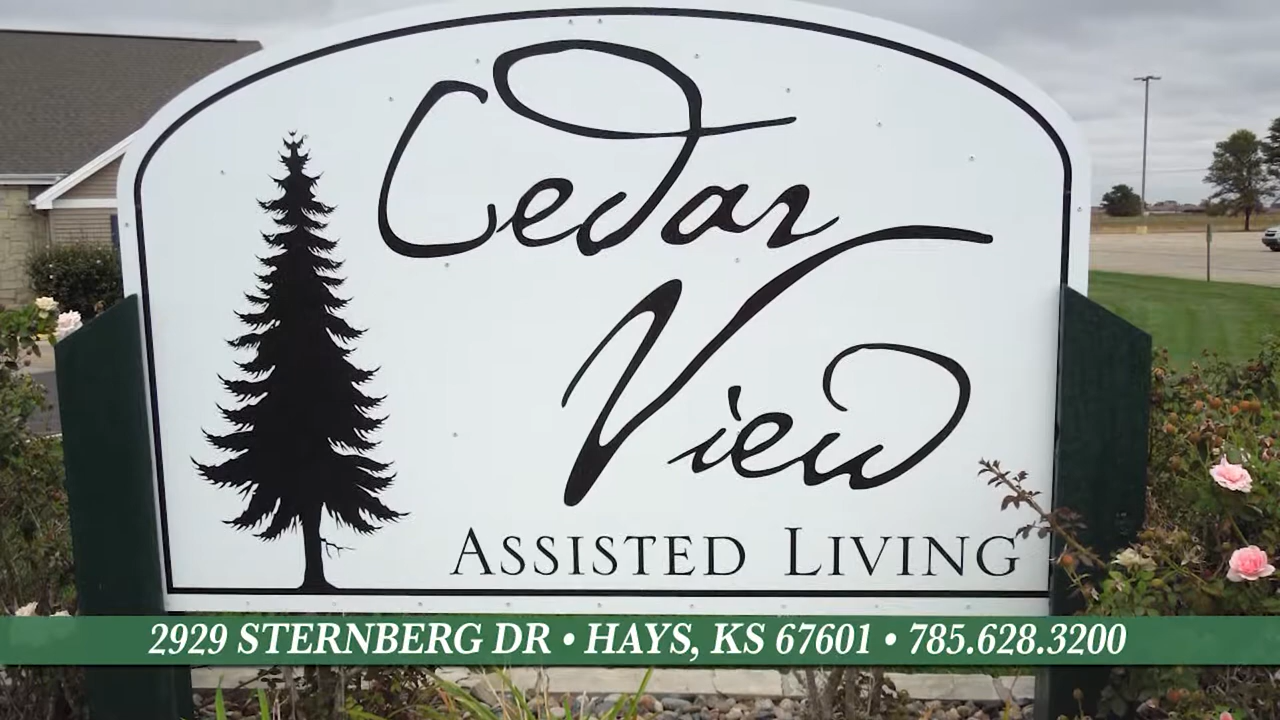 Cedar
View
ASSISTED LIVING
2929 STERNBERG DR • HAYS, KS 67601 • 785.628.3200